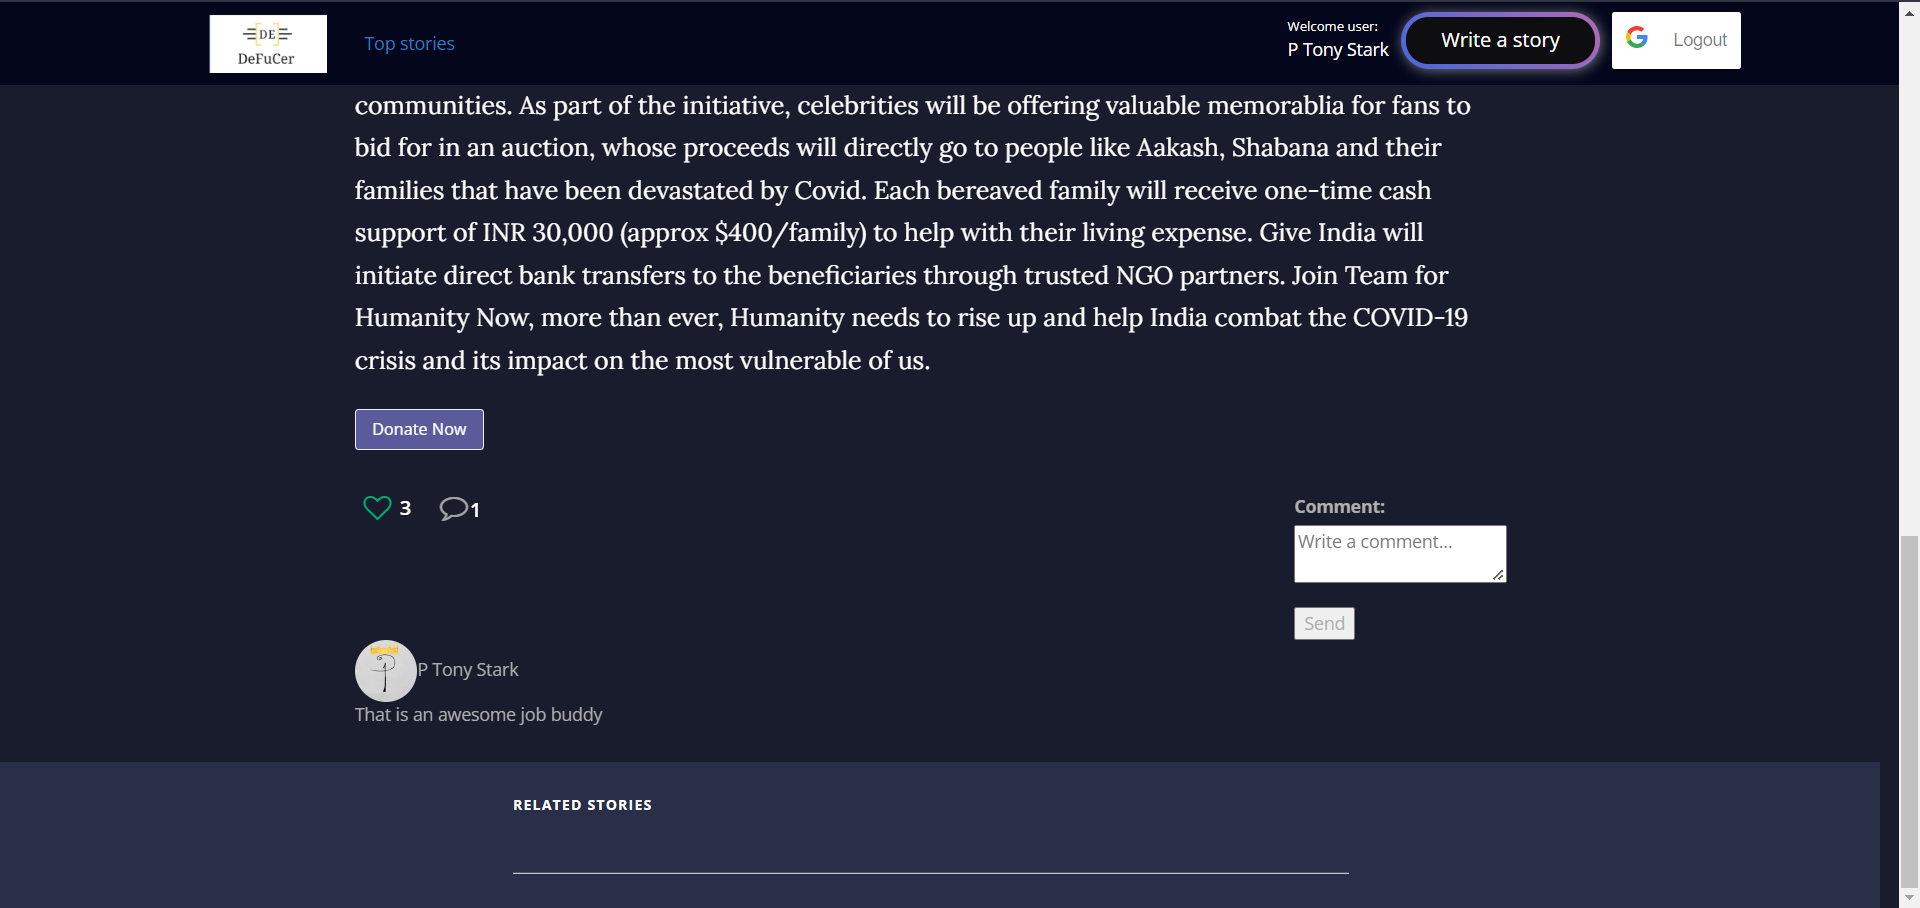 DE
DeFuCer
Top stories
Welcome user:
P Tony Stark
Write a story
Logout
communities. As part of the initiative, celebrities will be offering valuable memorablia for fans to
bid for in an auction, whose proceeds will directly go to people like Aakash, Shabana and their
families that have been devastated by Covid. Each bereaved family will receive one-time cash
support of INR 30,000 (approx $400/family) to help with their living expense. Give India will
initiate direct bank transfers to the beneficiaries through trusted NGO partners. Join Team for
Humanity Now, more than ever, Humanity needs to rise up and help India combat the COVID-19
crisis and its impact on the most vulnerable of us.
Donate Now
3 1
Comment:
Write a comment...
Send
P Tony Stark
That is an awesome job buddy
RELATED STORIES